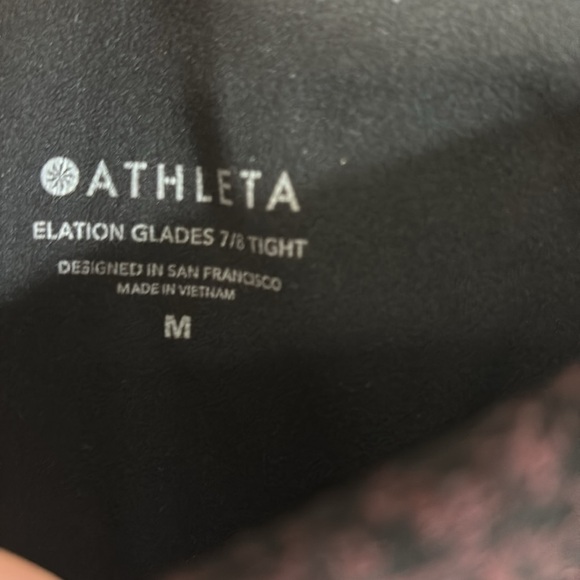 ATHLETA
ELATION GLADES 7/8 TIGHT
DESIGNED IN SAN FRANCISCO
MADE IN VIETNAM
M